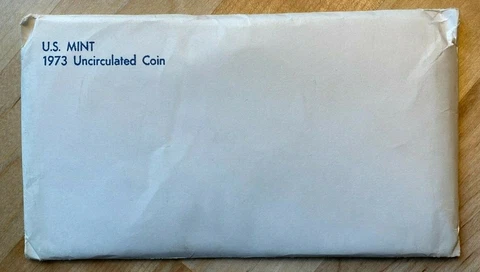 U.S. MINT
1973 Uncirculated Coin